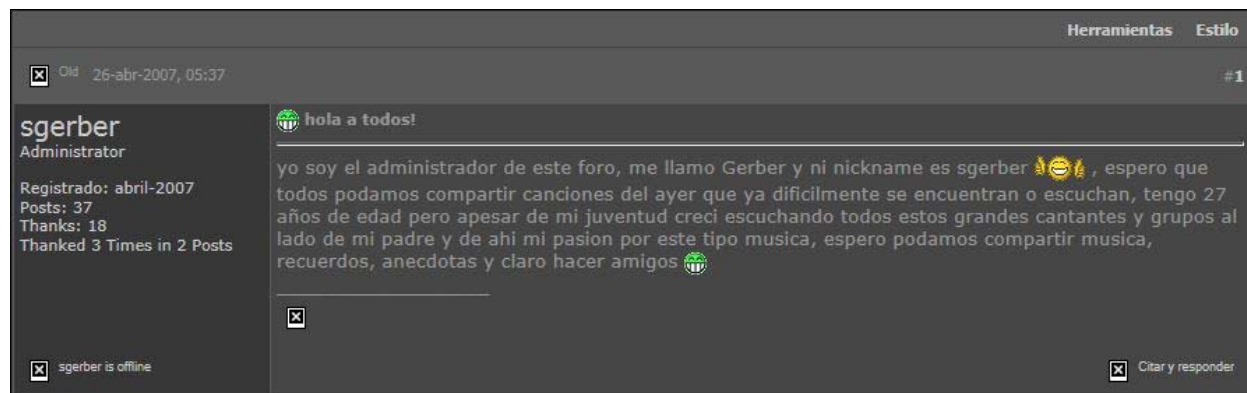 Herramientas Estilo
Old 26-abr-2007, 05:37 #1
sgerber
Administrator
Registrado: abril-2007
Posts: 37
Thanks: 18
Thanked 3 Times in 2 Posts
sgerber is offline
hola a todos!
yo soy el administrador de este foro, me llamo Gerber y ni nickname es sgerber , espero que
todos podamos compartir canciones del ayer que ya dificilmente se encuentran o escuchan, tengo 27
años de edad pero apesar de mi juventud creci escuchando todos estos grandes cantantes y grupos al
lado de mi padre y de ahi mi pasion por este tipo musica, espero podamos compartir musica,
recuerdos, anecdotas y claro hacer amigos
Citar y responder